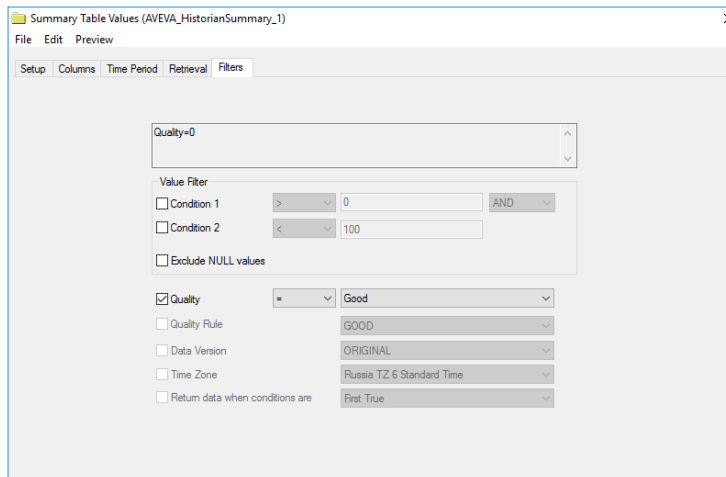 Summary Table Values (AVEVA_HistorianSummary_1)
File Edit Preview
Setup Columns Time Period Retrieval Filters
Quality=0
Value Filter
Condition 1 > 0 AND
Condition 2 < 100
Exclude NULL values
Quality = Good
Quality Rule GOOD
Data Version ORIGINAL
Time Zone Russia TZ 6 Standard Time
Return data when conditions are First True